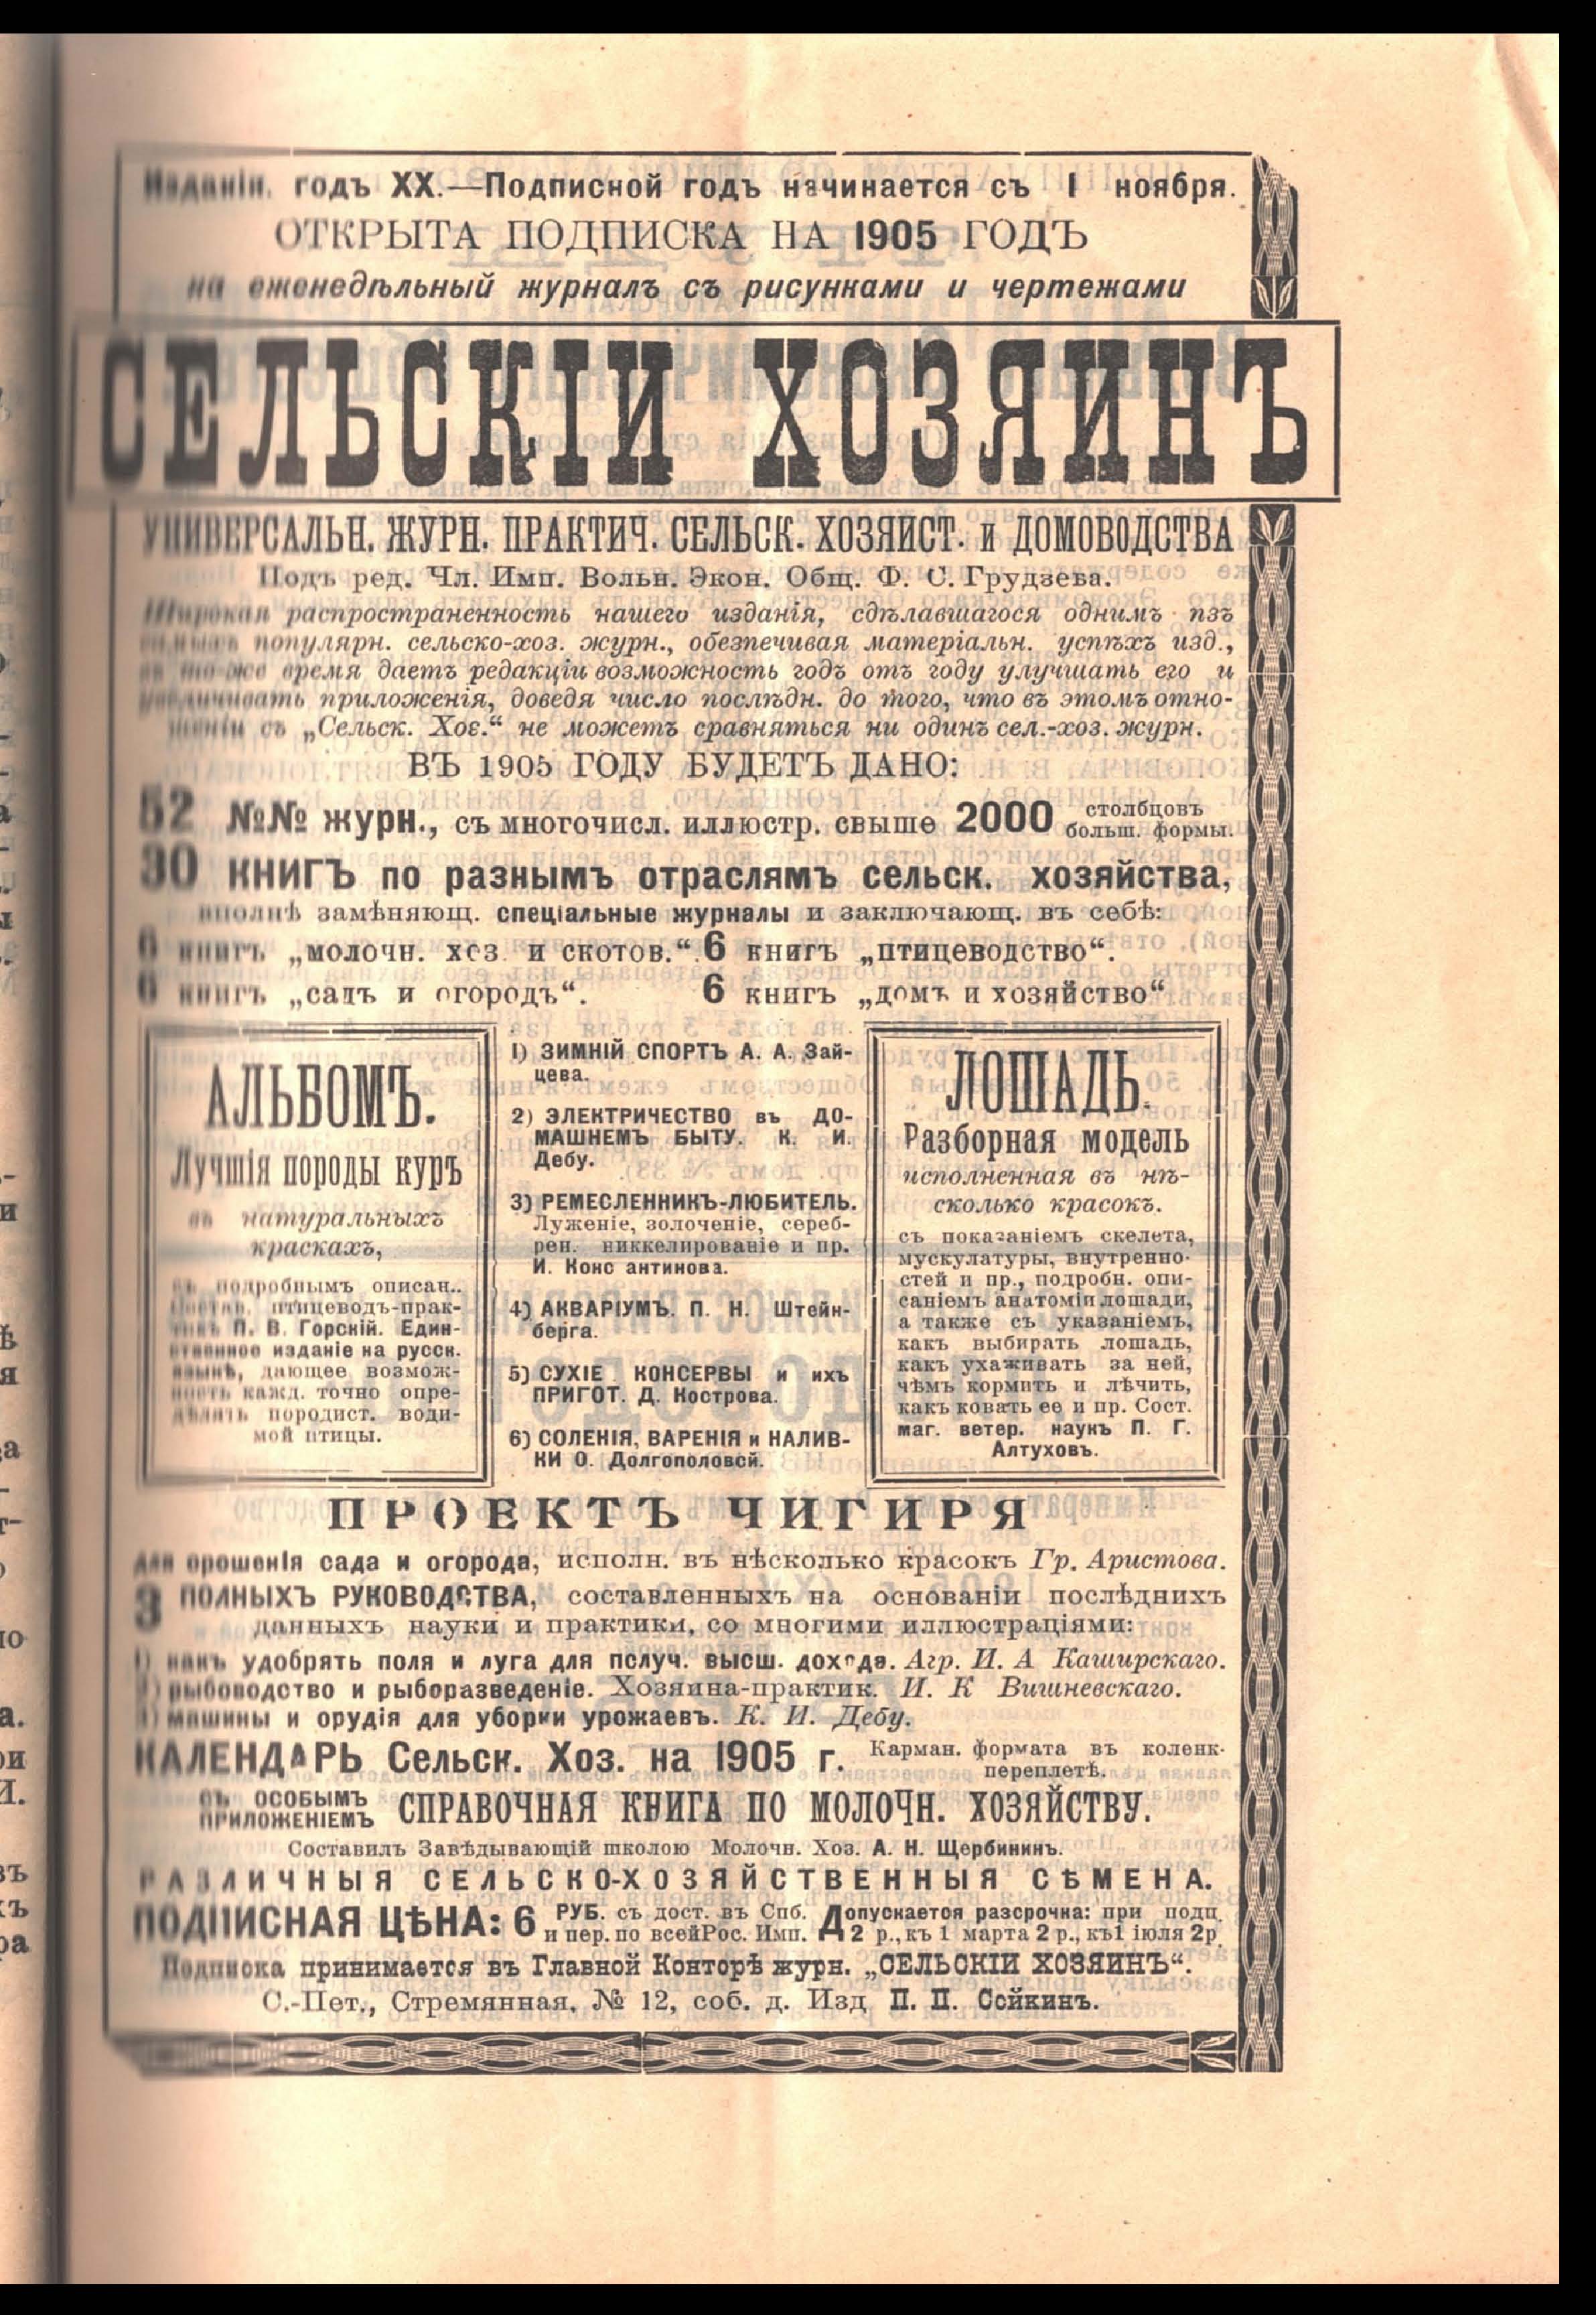 Изданія. годъ XX.—Подписной годъ начинается съ 1 ноября.
ОТКРЫТА ПОДПИСКА НА 1905 ГОДЪ
на еженедѣльный журналъ съ рисунками и чертежами
СЕЛЬСКІЙ ХОЗЯИНЪ
УНИВЕРСАЛЬН. ЖУРН. ПРАКТИЧ. СЕЛЬСК. ХОЗЯЙСТ. и ДОМОВОДСТВА
Подъ ред. Чл. Имп. Вольн. Экон. Общ. Ф. С. Грудзева.
Широкая распространенность нашего изданія, сдѣлавшагося однимъ изъ
самыхъ популярн. сельско-хоз. журн., обезпечивая матеріальн. успѣхъ изд.,
въ то-же время даетъ редакціи возможность годъ отъ году улучшать его и
увеличивать приложенія, доведя число послѣдн. до того, что въ этомъ отно-
шеніи съ „Сельск. Хоз.“ не можетъ сравняться ни одинъ сел.-хоз. журн.
ВЪ 1905 ГОДУ БУДЕТЪ ДАНО:
52 №№ журн., съ многочисл. иллюстр. свыше 2000 столбцовъ больш. формы.
30 КНИГЪ по разнымъ отраслямъ сельск. хозяйства,
вполнѣ замѣняющ. спеціальные журналы и заключающ. въ себѣ:
6 книгъ „молочн. хоз. и скотов.“ 6 книгъ „птицеводство“.
6 книгъ „садъ и огородъ“. 6 книгъ „домъ и хозяйство“
АЛЬБОМЪ.
Лучшія породы куръ
въ натуральныхъ
краскахъ,
съ подробнымъ описан..
Состав. птицеводъ-прак-
тикъ П. В. Горскій. Един-
ственное изданіе на русск.
языкѣ, дающее возмож-
ность кажд. точно опре-
дѣлить породист. води-
мой птицы.
1) ЗИМНІЙ СПОРТЪ А. А. Зай-
цева.
2) ЭЛЕКТРИЧЕСТВО въ ДО-
МАШНЕМЪ БЫТУ. К. И.
Дебу.
3) РЕМЕСЛЕННИКЪ-ЛЮБИТЕЛЬ.
Луженіе, золоченіе, сереб-
рен. никкелированіе и пр.
И. Конс антинова.
4) АКВАРІУМЪ. П. Н. Штейн-
берга.
5) СУХІЕ КОНСЕРВЫ и ихъ
ПРИГОТ. Д. Кострова.
6) СОЛЕНІЯ, ВАРЕНІЯ и НАЛИВ-
КИ О. Долгополовой.
ЛОШАДЬ.
Разборная модель
исполненная въ нѣ-
сколько красокъ.
съ показаніемъ скелета,
мускулатуры, внутренно-
стей и пр., подробн. опи-
саніемъ анатоміи лошади,
а также съ указаніемъ,
какъ выбирать лошадь,
какъ ухаживать за ней,
чѣмъ кормить и лѣчить,
какъ ковать ее и пр. Сост.
маг. ветер. наукъ П. Г.
Алтуховъ.
ПРОЕКТЪ ЧИГИРЯ
для орошенія сада и огорода, исполн. въ нѣсколько красокъ Гр. Аристова.
3 ПОЛНЫХЪ РУКОВОДСТВА, составленныхъ на основаніи послѣднихъ
данныхъ науки и практики, со многими иллюстраціями:
1) какъ удобрять поля и луга для получ. высш. дохода. Агр. И. А Каширскаго.
2) рыбоводство и рыборазведеніе. Хозяина-практик. И. К Вишневскаго.
3) машины и орудія для уборки урожаевъ. К. И. Дебу.
КАЛЕНДАРЬ Сельск. Хоз. на 1905 г. Карман. формата въ коленк- переплетѣ.
съ ОСОБЫМЪ ПРИЛОЖЕНІЕМЪ СПРАВОЧНАЯ КНИГА ПО МОЛОЧН. ХОЗЯЙСТВУ.
Составилъ Завѣдывающій школою Молочн. Хоз. А. Н. Щербининъ.
РАЗЛИЧНЫЯ СЕЛЬСКО-ХОЗЯЙСТВЕННЫЯ СѢМЕНА.
ПОДПИСНАЯ ЦѢНА: 6 РУБ. съ дост. въ Спб. и пер. по всей Рос. Имп. Допускается разсрочка: при подп. 2 р., къ 1 марта 2 р., къ 1 іюля 2 р.
Подписка принимается въ Главной Конторѣ журн. „СЕЛЬСКІЙ ХОЗЯИНЪ“.
С.-Пет., Стремянная, № 12, соб. д. Изд П. П. Сойкинъ.